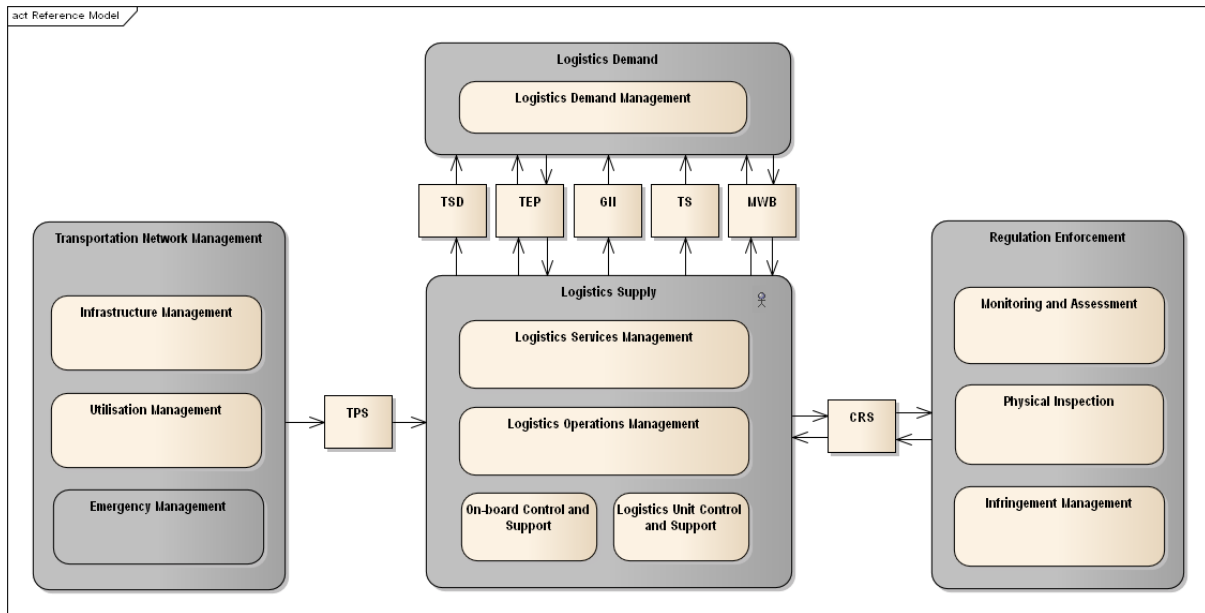 act Reference Model
Logistics Demand
Logistics Demand Management
TSD
TEP
GII
TS
MWB
Transportation Network Management
Infrastructure Management
Utilisation Management
Emergency Management
TPS
Logistics Supply
Logistics Services Management
Logistics Operations Management
On-board Control and
Support
Logistics Unit Control
and Support
CRS
Regulation Enforcement
Monitoring and Assessment
Physical Inspection
Infringement Management